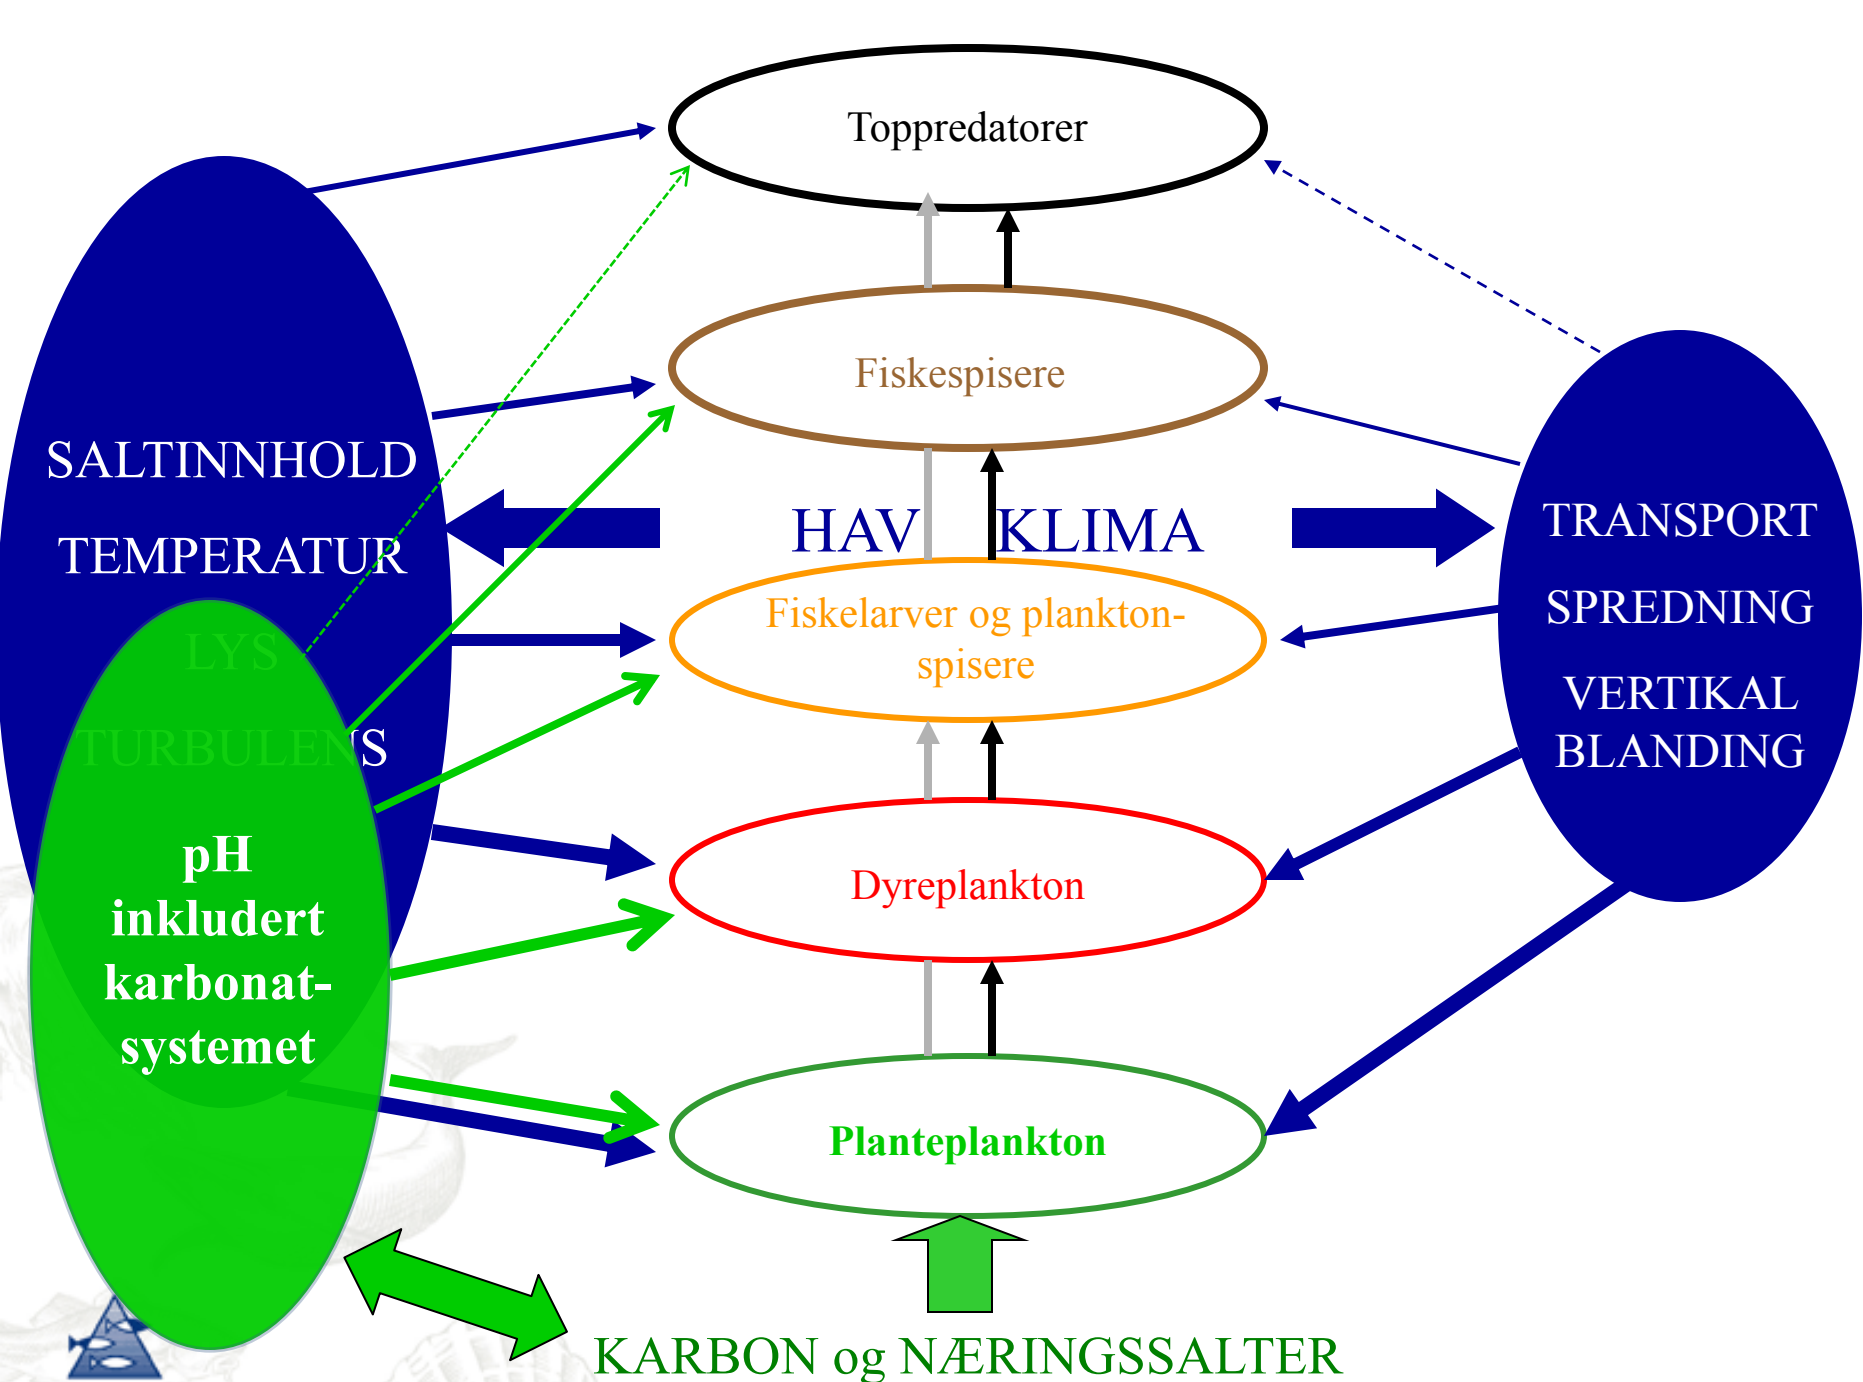 Toppredatorer
Fiskespisere
SALTINNHOLD
TEMPERATUR
LYS
TURBULENS
HAV KLIMA
TRANSPORT
SPREDNING
VERTIKAL
BLANDING
Fiskelarver og plankton-
spisere
pH
inkludert
karbonat-
systemet
Dyreplankton
Planteplankton
KARBON og NÆRINGSSALTER